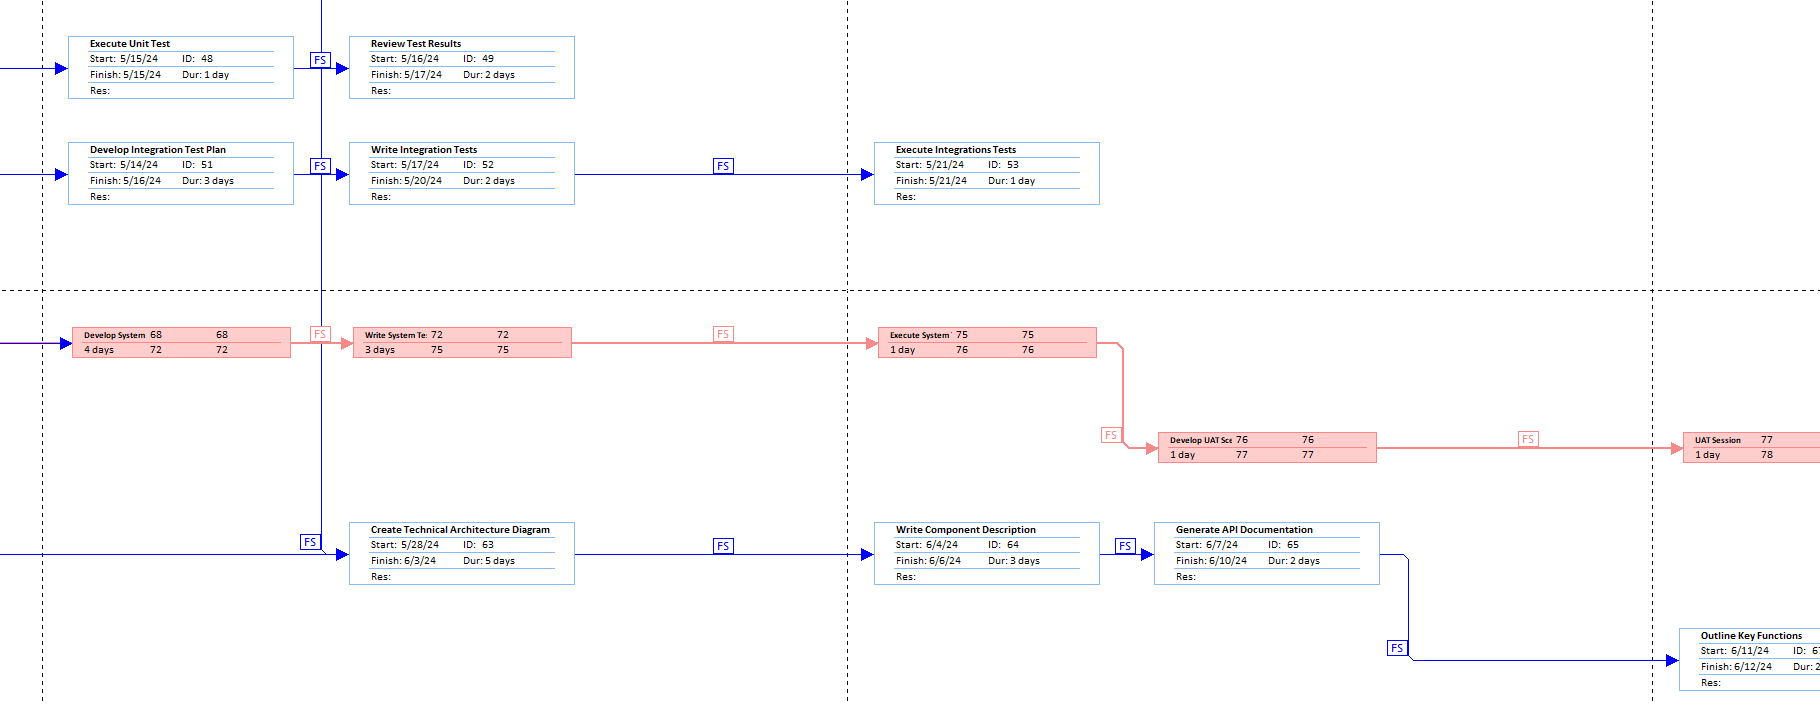 Execute Unit Test
Start: 5/15/24 ID: 48
Finish: 5/15/24 Dur: 1 day
Res:
FS
Review Test Results
Start: 5/16/24 ID: 49
Finish: 5/17/24 Dur: 2 days
Res:
Develop Integration Test Plan
Start: 5/14/24 ID: 51
Finish: 5/16/24 Dur: 3 days
Res:
FS
Write Integration Tests
Start: 5/17/24 ID: 52
Finish: 5/20/24 Dur: 2 days
Res:
FS
Execute Integrations Tests
Start: 5/21/24 ID: 53
Finish: 5/21/24 Dur: 1 day
Res:
Develop System 68 68
4 days 72 72
FS
Write System Te 72 72
3 days 75 75
FS
Execute System 75 75
1 day 76 76
FS
Develop UAT Sce 76 76
1 day 77 77
FS
UAT Session 77
1 day 78
FS
Create Technical Architecture Diagram
Start: 5/28/24 ID: 63
Finish: 6/3/24 Dur: 5 days
Res:
FS
Write Component Description
Start: 6/4/24 ID: 64
Finish: 6/6/24 Dur: 3 days
Res:
FS
Generate API Documentation
Start: 6/7/24 ID: 65
Finish: 6/10/24 Dur: 2 days
Res:
FS
Outline Key Functions
Start: 6/11/24 ID: 6
Finish: 6/12/24 Dur: 2
Res: